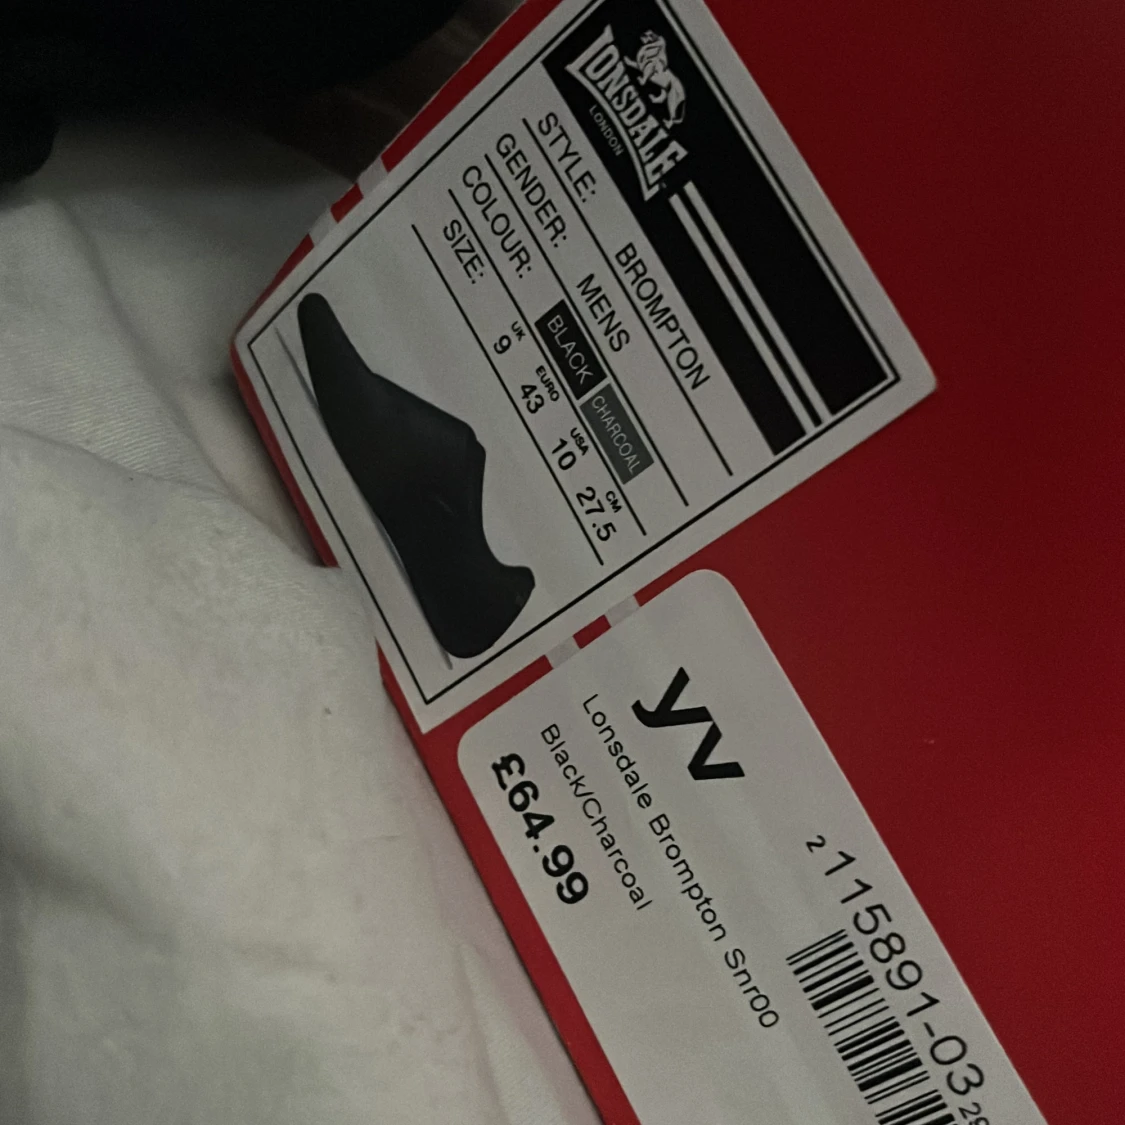 LONSDALE
LONDON
STYLE: BROMPTON
GENDER: MENS
COLOUR: BLACK CHARCOAL
SIZE: UK 9 EURO 43 USA 10 CM 27.5
yv
2115891-03
Lonsdale Brompton Snr00
Black/Charcoal
£64.99